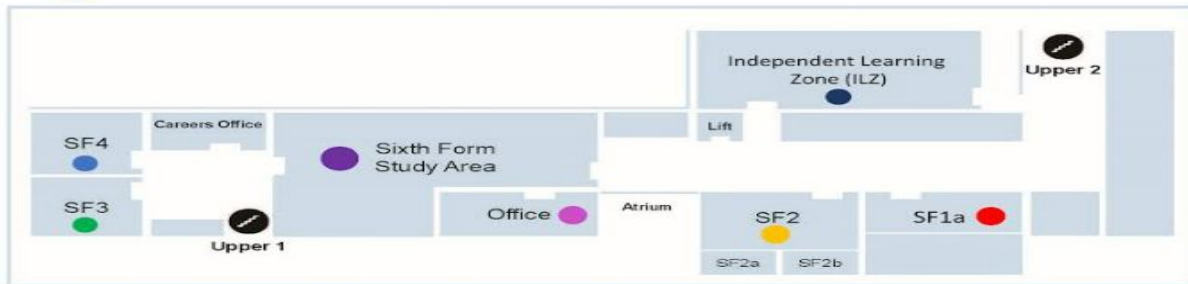 Independent Learning
Zone (ILZ)
Upper 2
Careers Office
Lift
SF4
Sixth Form
Study Area
SF3
Office
Atrium
SF2
SF1a
Upper 1
SF2a
SF2b